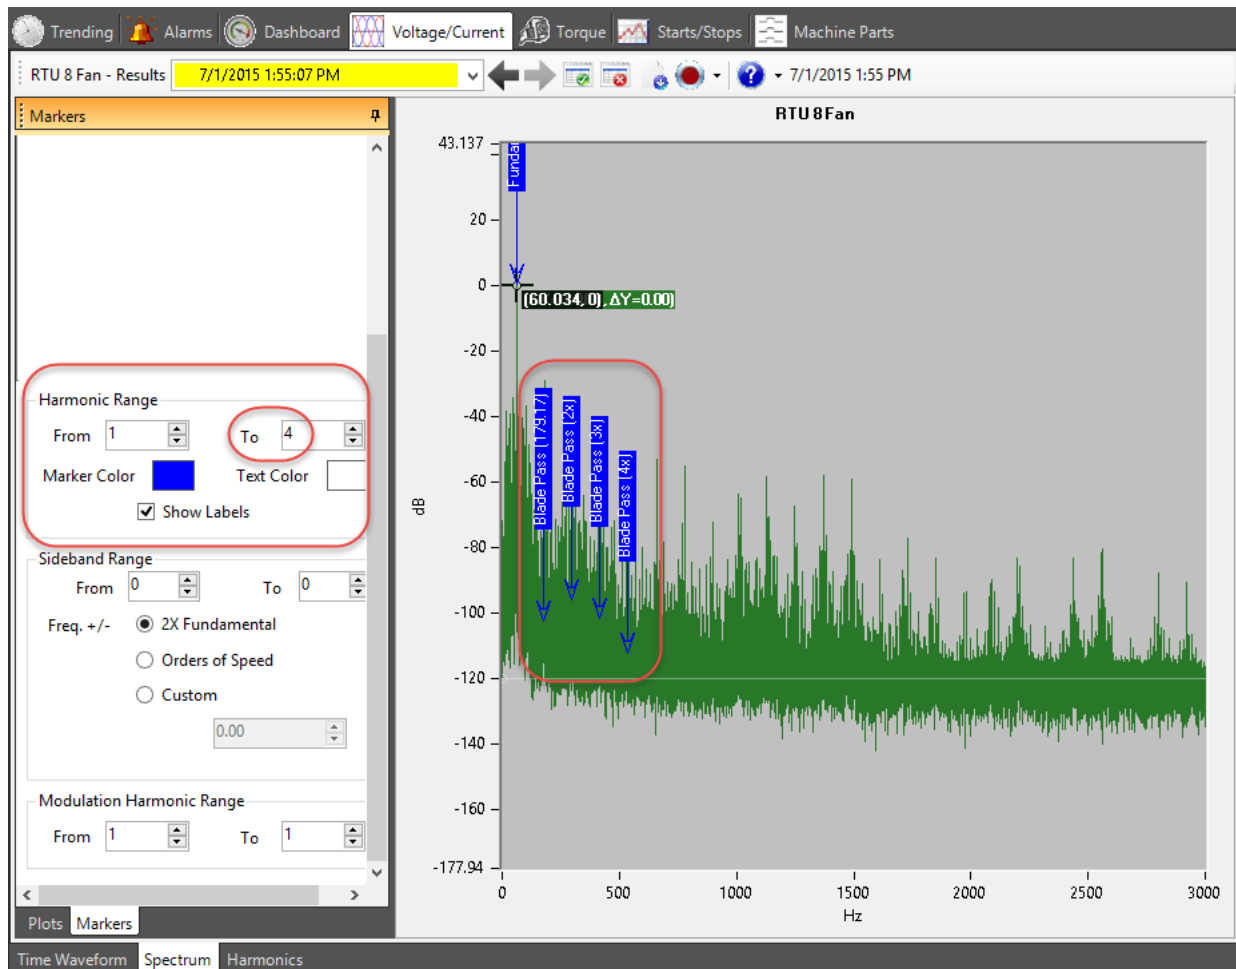 Trending Alarms Dashboard Voltage/Current Torque Starts/Stops Machine Parts
RTU 8 Fan - Results 7/1/2015 1:55:07 PM 7/1/2015 1:55 PM
Markers
Harmonic Range
From 1 To 4
Marker Color Text Color
Show Labels
Sideband Range
From 0 To 0
Freq. +/- 2X Fundamental
Orders of Speed
Custom
0.00
Modulation Harmonic Range
From 1 To 1
Plots Markers
RTU 8 Fan
43.137
20
0
-20
-40
-60
-80
-100
-120
-140
-160
-177.94
dB
Fundar
(60.034, 0), ΔY=0.00)
Blade Pass (179.17)
Blade Pass (2x)
Blade Pass (3x)
Blade Pass (4x)
0 500 1000 1500 2000 2500 3000
Hz
Time Waveform Spectrum Harmonics